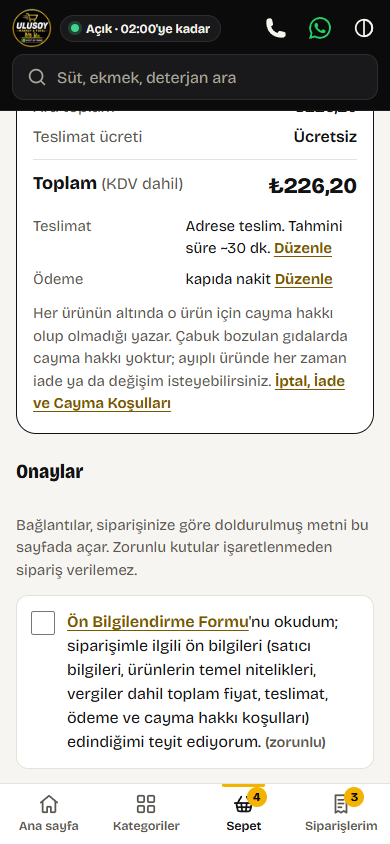 ULUSOY
Açık · 02:00'ye kadar
Süt, ekmek, deterjan ara
Teslimat ücreti Ücretsiz
Toplam (KDV dahil) ₺226,20
Teslimat Adrese teslim. Tahmini
süre ~30 dk. Düzenle
Ödeme kapıda nakit Düzenle
Her ürünün altında o ürün için cayma hakkı
olup olmadığı yazar. Çabuk bozulan gıdalarda
cayma hakkı yoktur; ayıplı üründe her zaman
iade ya da değişim isteyebilirsiniz. İptal, İade
ve Cayma Koşulları
Onaylar
Bağlantılar, siparişinize göre doldurulmuş metni bu
sayfada açar. Zorunlu kutular işaretlenmeden
sipariş verilemez.
Ön Bilgilendirme Formu'nu okudum;
siparişimle ilgili ön bilgileri (satıcı
bilgileri, ürünlerin temel nitelikleri,
vergiler dahil toplam fiyat, teslimat,
ödeme ve cayma hakkı koşulları)
edindiğimi teyit ediyorum. (zorunlu)
4 3
Ana sayfa Kategoriler Sepet Siparişlerim